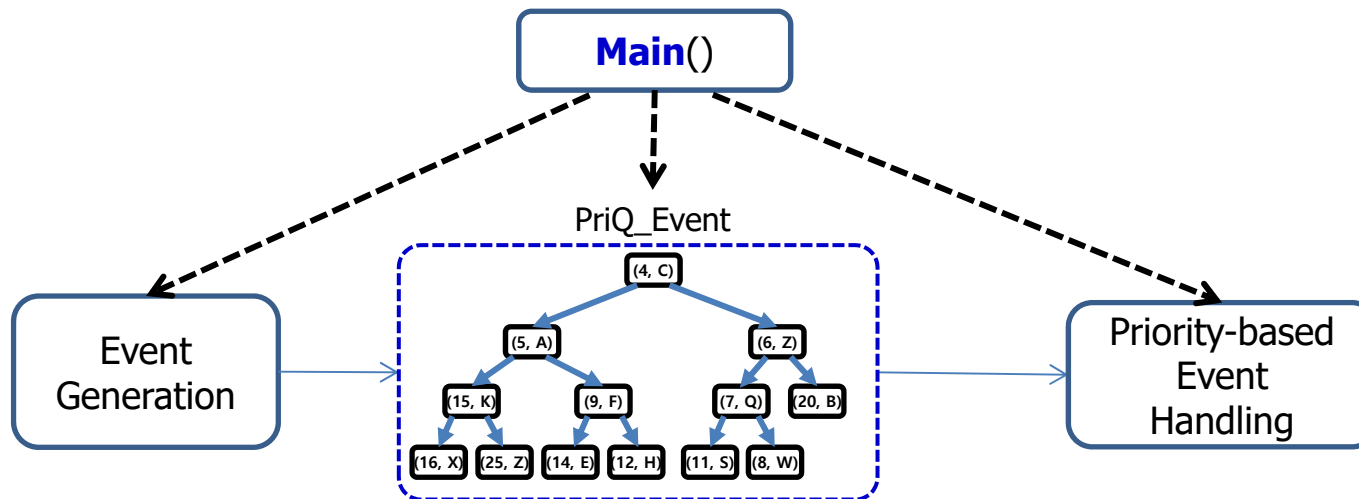 Main()
PriQ_Event
(4, C)
Event
Generation
(5, A)
(6, Z)
Priority-based
Event
Handling
(15, K)
(9, F)
(7, Q)
(20, B)
(16, X)
(25, Z)
(14, E)
(12, H)
(11, S)
(8, W)